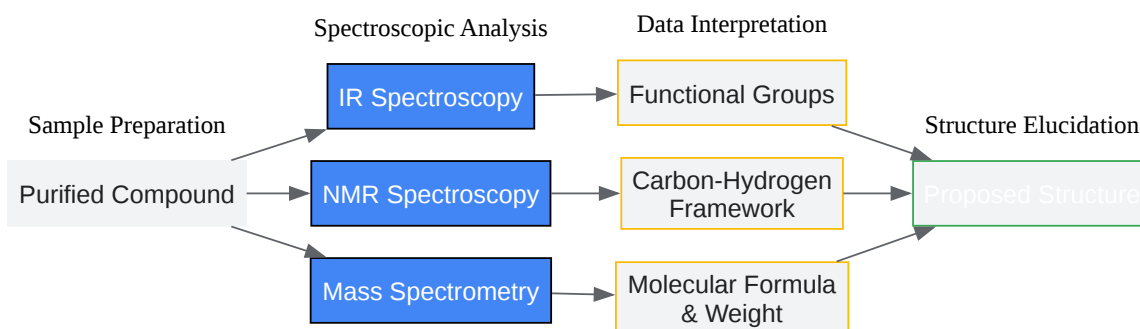 Sample Preparation
Purified Compound
Spectroscopic Analysis
IR Spectroscopy
NMR Spectroscopy
Mass Spectrometry
Data Interpretation
Functional Groups
Carbon-Hydrogen
Framework
Molecular Formula
& Weight
Structure Elucidation
Proposed Structure